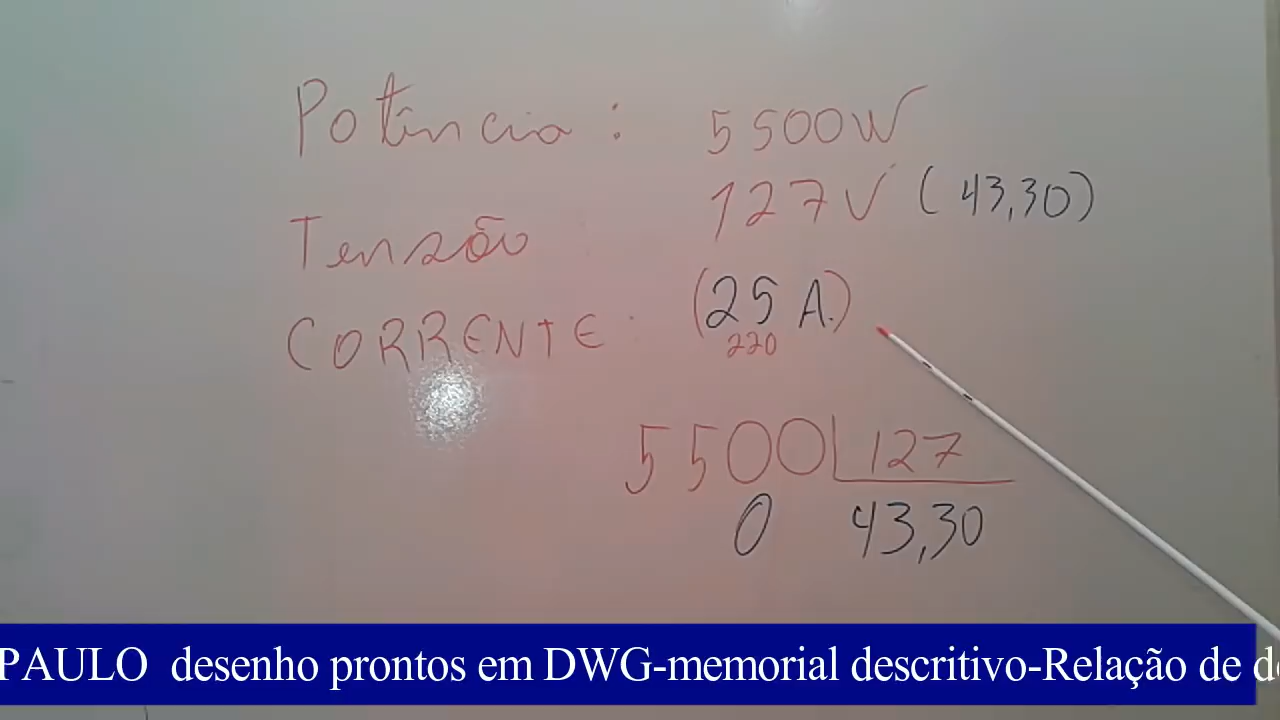 Potência: 5500W
127V (43,30)
Tensão
CORRENTE (25 A.)
220
5500 127
0 43,30
PAULO desenho prontos em DWG-memorial descritivo-Relação de